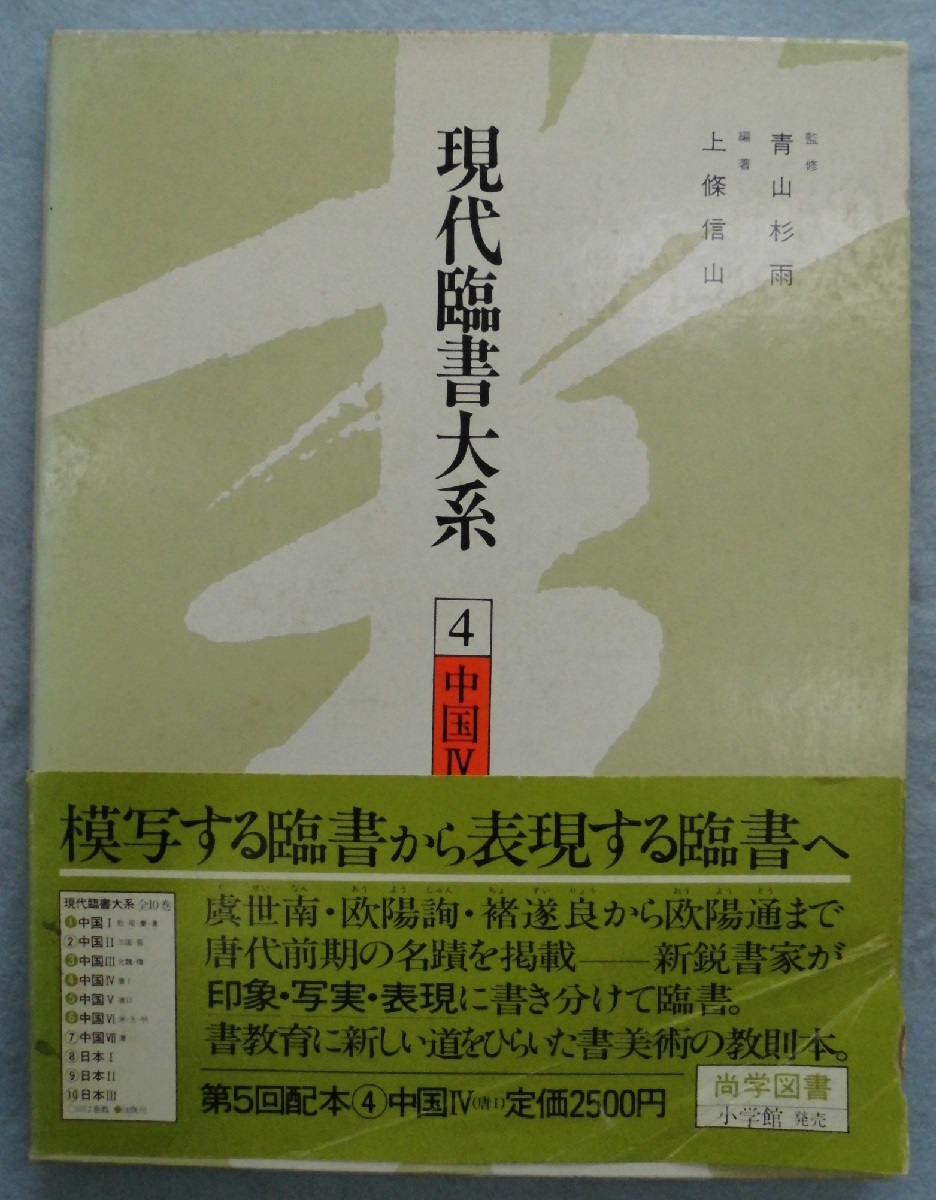 監修
青山杉雨
編著
上條信山
現代臨書大系
4
中国Ⅳ
模写する臨書から表現する臨書へ
虞世南・欧陽詢・褚遂良から欧陽通まで
唐代前期の名蹟を掲載——新鋭書家が
印象・写実・表現に書き分けて臨書。
書教育に新しい道をひらいた書美術の教則本。
第5回配本④中国Ⅳ(唐Ⅰ)定価2500円
尚学図書
小学館 発売
現代臨書大系 全10巻
①中国Ⅰ
②中国Ⅱ
③中国Ⅲ
④中国Ⅳ 唐Ⅰ
⑤中国Ⅴ 唐Ⅱ
⑥中国Ⅵ
⑦中国Ⅶ 清
⑧日本Ⅰ
⑨日本Ⅱ
⑩日本Ⅲ